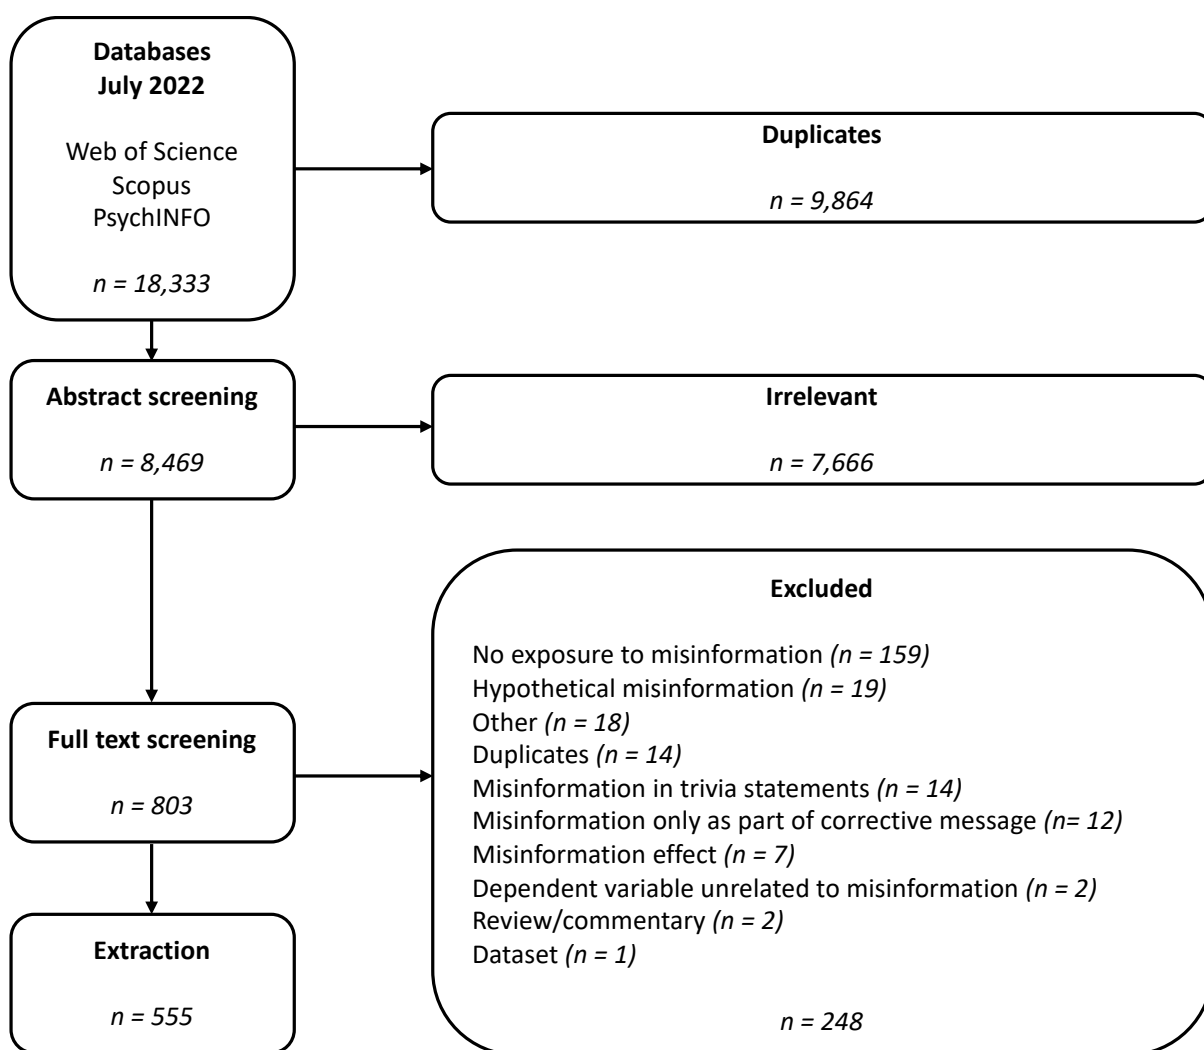 Databases
July 2022
Web of Science
Scopus
PsychINFO
n = 18,333
Duplicates
n = 9,864
Abstract screening
n = 8,469
Irrelevant
n = 7,666
Full text screening
n = 803
Excluded
No exposure to misinformation (n = 159)
Hypothetical misinformation (n = 19)
Other (n = 18)
Duplicates (n = 14)
Misinformation in trivia statements (n = 14)
Misinformation only as part of corrective message (n= 12)
Misinformation effect (n = 7)
Dependent variable unrelated to misinformation (n = 2)
Review/commentary (n = 2)
Dataset (n = 1)
n = 248
Extraction
n = 555